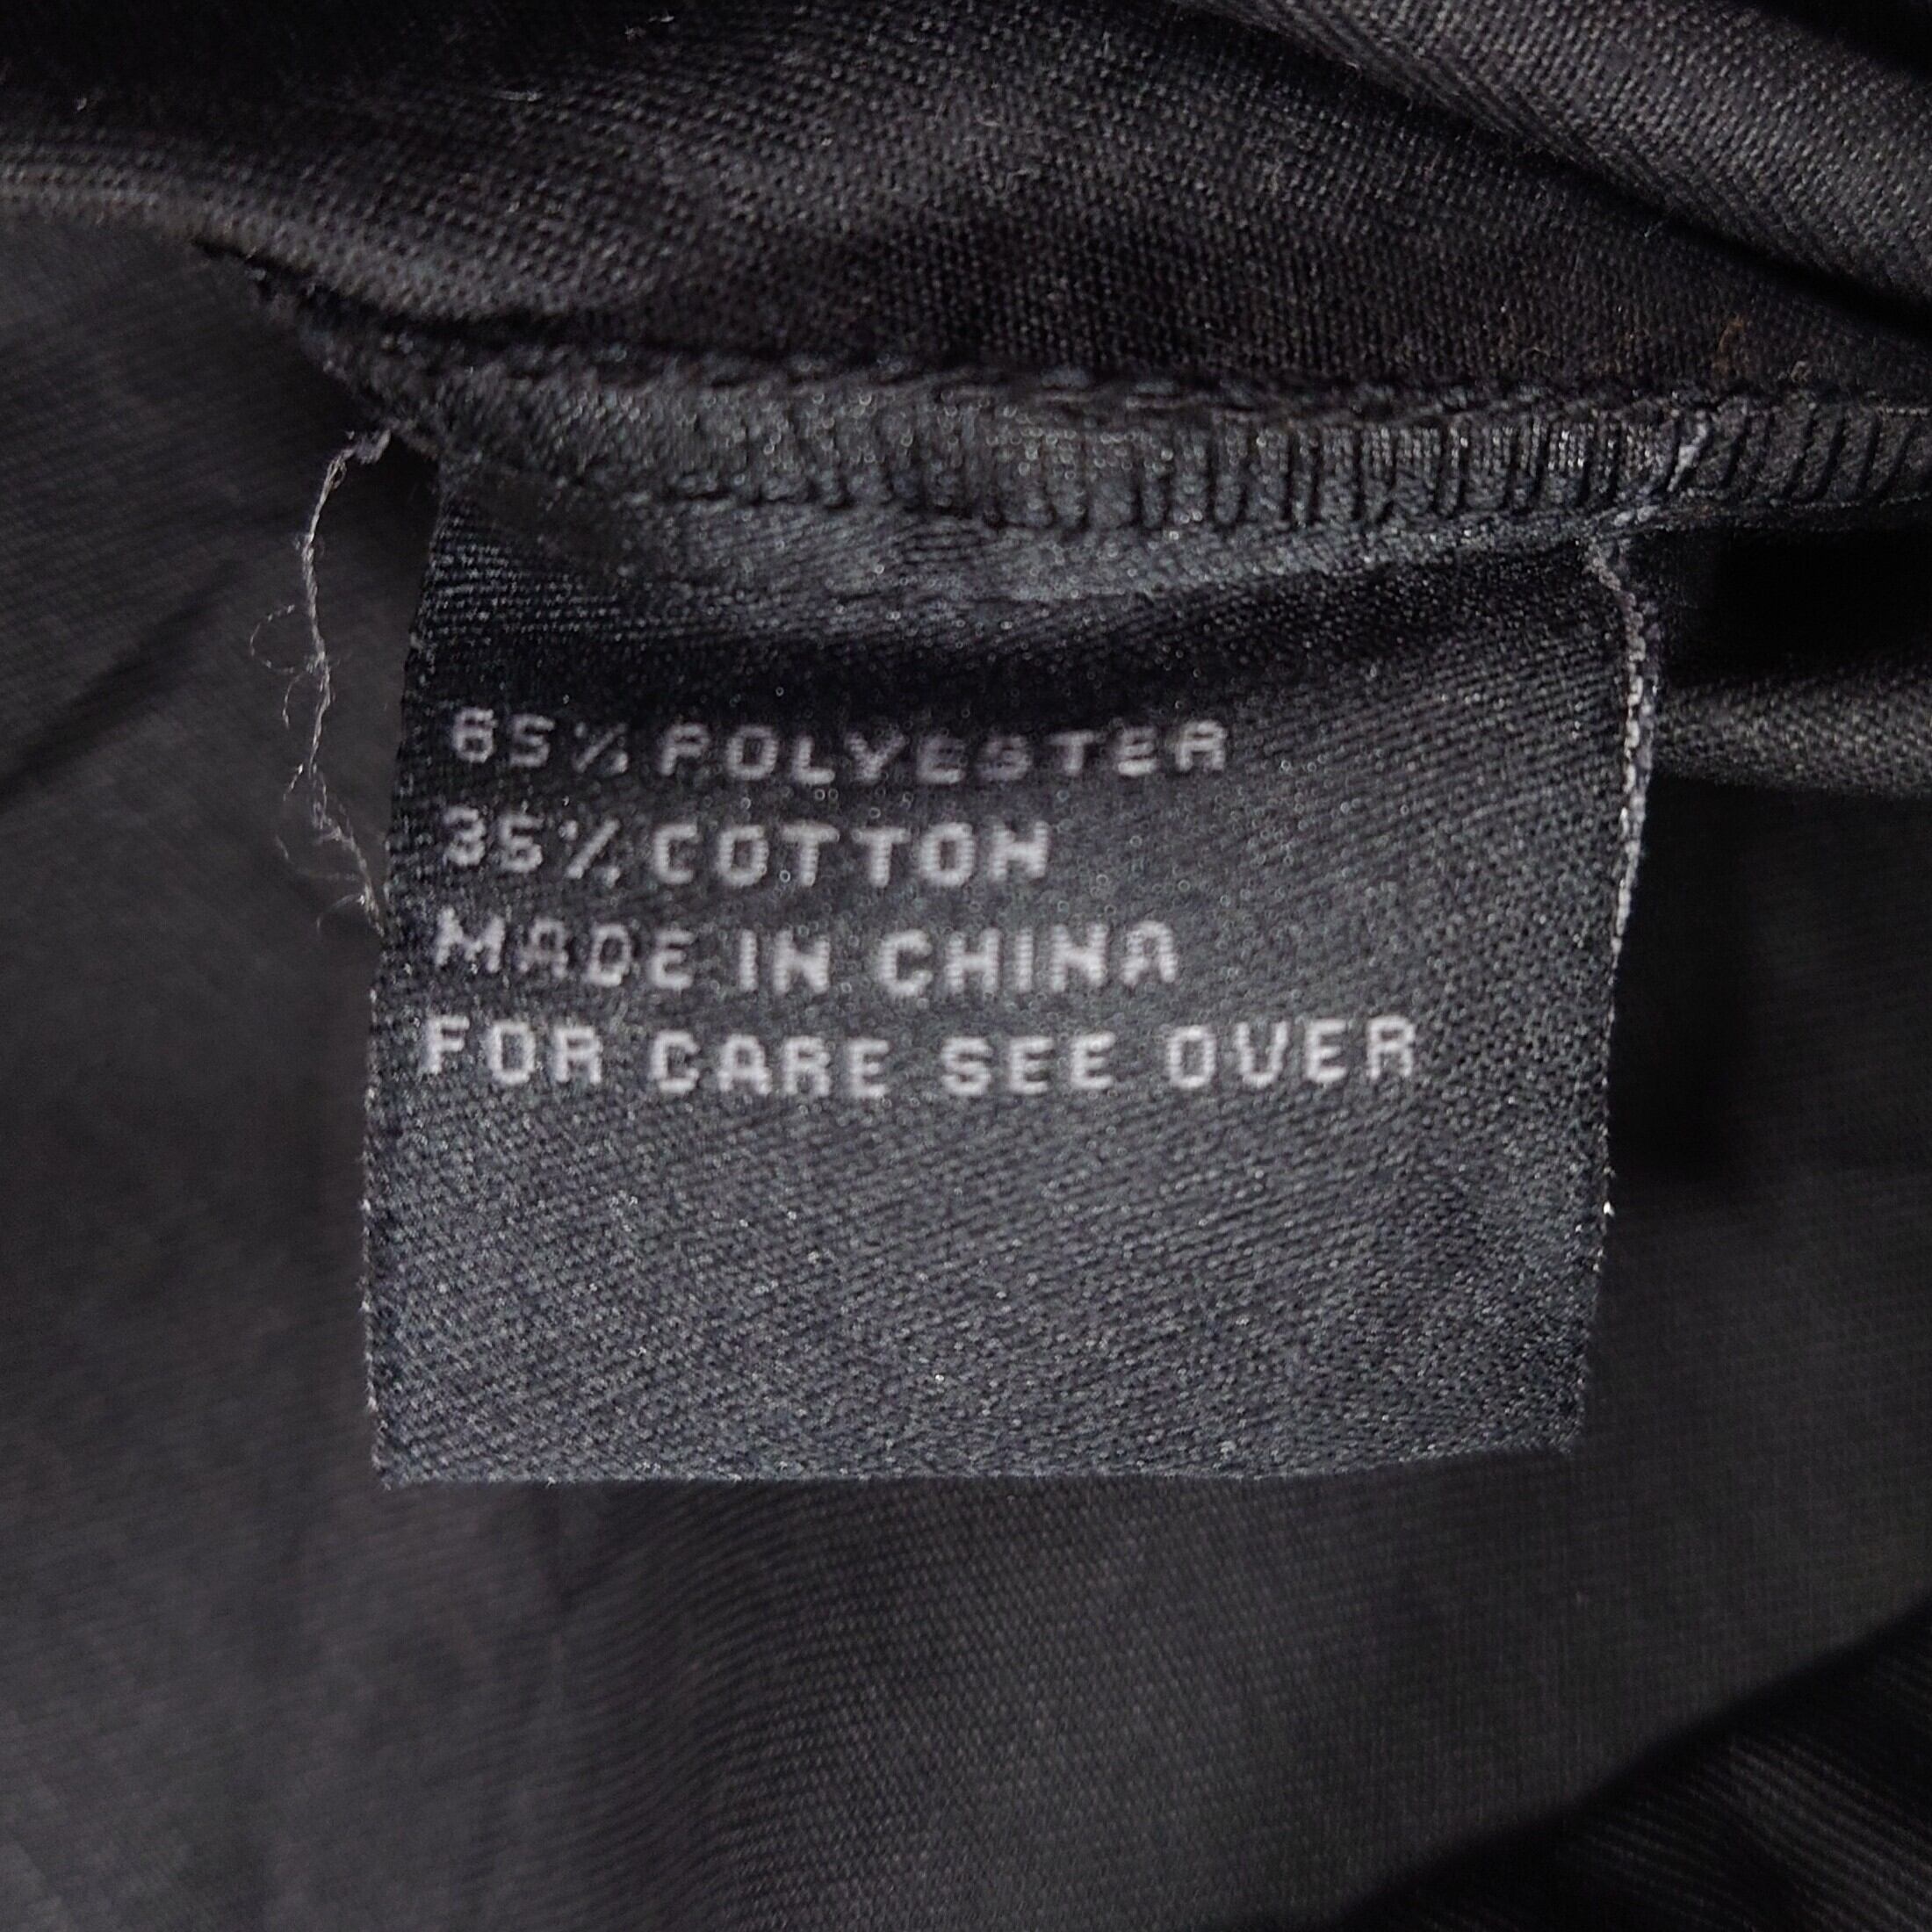 65% POLYESTER
35% COTTON
MADE IN CHINA
FOR CARE SEE OVER